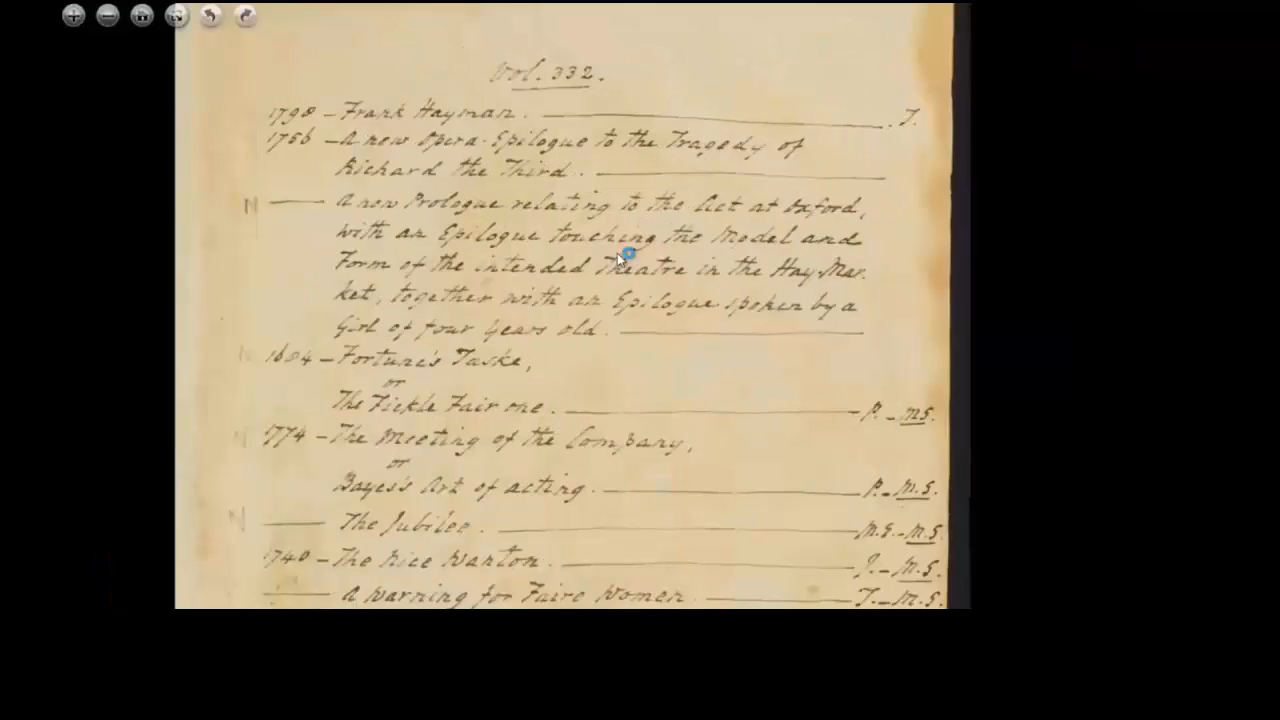 Vol. 332.
1798 - Frank Hayman. J.
1756 - A new Opera-Epilogue to the Tragedy of
Richard the Third.
A new Prologue relating to the Act at Oxford,
with an Epilogue touching the Model and
Form of the intended Theatre in the Hay-Mar.
ket, together with an Epilogue spoken by a
Girl of four years old.
1684 - Fortune's Taske,
or
The Fickle Fair one. P. - MS.
1774 - The Meeting of the Company,
or
Bayes's Art of acting. P. - M.S.
The Jubilee. M.E. - M.S.
1740 - The Nice Wanton. J. - M.S.
A Warning for Faire Women T. - M.S.